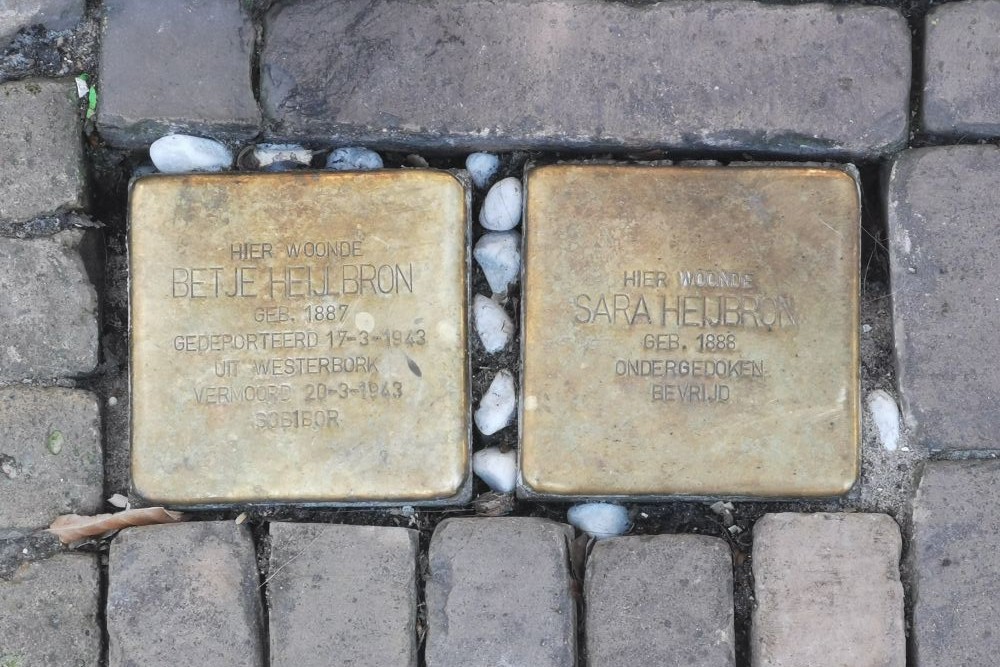 HIER WOONDE
BETJE HEIJLBRON
GEB. 1887
GEDEPORTEERD 17-3-1943
UIT WESTERBORK
VERMOORD 20-3-1943
SOBIBOR
HIER WOONDE
SARA HEIJBRON
GEB. 1888
ONDERGEDOKEN
BEVRIJD